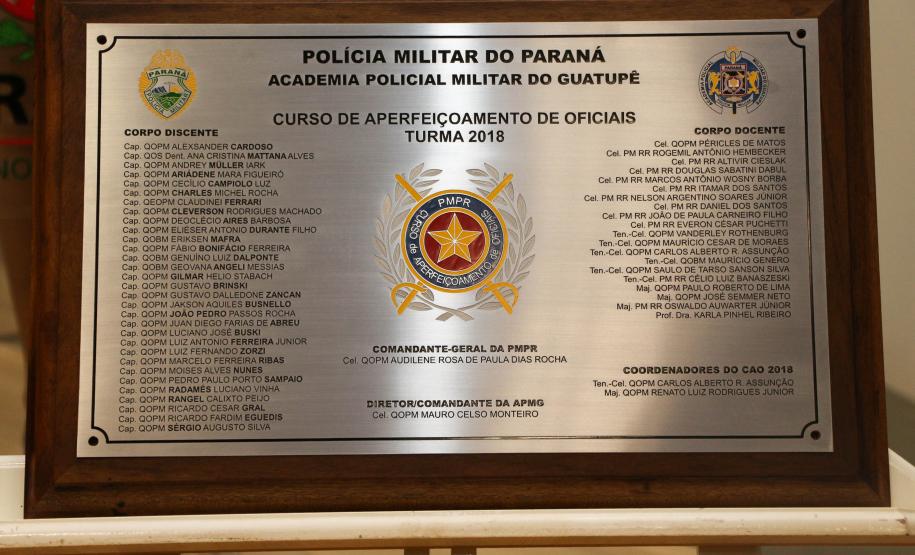 POLÍCIA MILITAR DO PARANÁ
ACADEMIA POLICIAL MILITAR DO GUATUPÊ
CURSO DE APERFEIÇOAMENTO DE OFICIAIS
TURMA 2018
PARANÁ
POLÍCIA MILITAR
CORPO DISCENTE
Cap. QOPM ALEXSANDER CARDOSO
Cap. QOS Dent. ANA CRISTINA MATTANA ALVES
Cap. QOPM ANDREY MÜLLER IARK
Cap. QOPM ARIÁDENE MARA FIGUEIRÓ
Cap. QOPM CECÍLIO CAMPIOLO LUZ
Cap. QOPM CHARLES MICHEL ROCHA
Cap. QEOPM CLAUDINEI FERRARI
Cap. QOPM CLEVERSON RODRIGUES MACHADO
Cap. QOPM DEOCLÉCIO AIRES BARBOSA
Cap. QOPM ELIÉSER ANTONIO DURANTE FILHO
Cap. QOBM ERIKSEN MAFRA
Cap. QOPM FÁBIO BONIFÁCIO FERREIRA
Cap. QOBM GENUÍNO LUIZ DALPONTE
Cap. QOBM GEOVANA ANGELI MESSIAS
Cap. QOPM GILMAR HELIO STABACH
Cap. QOPM GUSTAVO BRINSKI
Cap. QOPM GUSTAVO DALLEDONE ZANCAN
Cap. QOPM JAKSON AQUILES BUSNELLO
Cap. QOPM JOÃO PEDRO PASSOS ROCHA
Cap. QOPM JUAN DIEGO FARIAS DE ABREU
Cap. QOPM LUCIANO JOSÉ BUSKI
Cap. QOPM LUIZ ANTONIO FERREIRA JUNIOR
Cap. QOPM LUIZ FERNANDO ZORZI
Cap. QOPM MARCELO FERREIRA RIBAS
Cap. QOPM MOISES ALVES NUNES
Cap. QOPM PEDRO PAULO PORTO SAMPAIO
Cap. QOPM RADAMÉS LUCIANO VINHA
Cap. QOPM RANGEL CALIXTO PEIJO
Cap. QOPM RICARDO CESAR GRAL
Cap. QOPM RICARDO FARDIM EGUEDIS
Cap. QOPM SÉRGIO AUGUSTO SILVA
PMPR
CURSO de APERFEIÇOAMENTO de OFICIAIS
COMANDANTE-GERAL DA PMPR
Cel. QOPM AUDILENE ROSA DE PAULA DIAS ROCHA
DIRETOR/COMANDANTE DA APMG
Cel. QOPM MAURO CELSO MONTEIRO
CORPO DOCENTE
Cel. QOPM PÉRICLES DE MATOS
Cel. PM RR ROGEMIL ANTÔNIO HEMBECKER
Cel. PM RR ALTIVIR CIESLAK
Cel. PM RR DOUGLAS SABATINI DABUL
Cel. PM RR MARCOS ANTÔNIO WOSNY BORBA
Cel. PM RR ITAMAR DOS SANTOS
Cel. PM RR NELSON ARGENTINO SOARES JÚNIOR
Cel. PM RR DANIEL DOS SANTOS
Cel. PM RR JOÃO DE PAULA CARNEIRO FILHO
Cel. PM RR EVERON CÉSAR PUCHETTI
Ten.-Cel. QOPM VANDERLEY ROTHENBURG
Ten.-Cel. QOPM MAURÍCIO CESAR DE MORAES
Ten.-Cel. QOPM CARLOS ALBERTO R. ASSUNÇÃO
Ten.-Cel. QOBM MAURÍCIO GENERO
Ten.-Cel. QOPM SAULO DE TARSO SANSON SILVA
Ten.-Cel. PM RR CÉLIO LUIZ BANASZESKI
Maj. QOPM PAULO ROBERTO DE LIMA
Maj. QOPM JOSÉ SEMMER NETO
Maj. PM RR OSWALDO AUWARTER JÚNIOR
Prof. Dra. KARLA PINHEL RIBEIRO
COORDENADORES DO CAO 2018
Ten.-Cel. QOPM CARLOS ALBERTO R. ASSUNÇÃO
Maj. QOPM RENATO LUIZ RODRIGUES JUNIOR